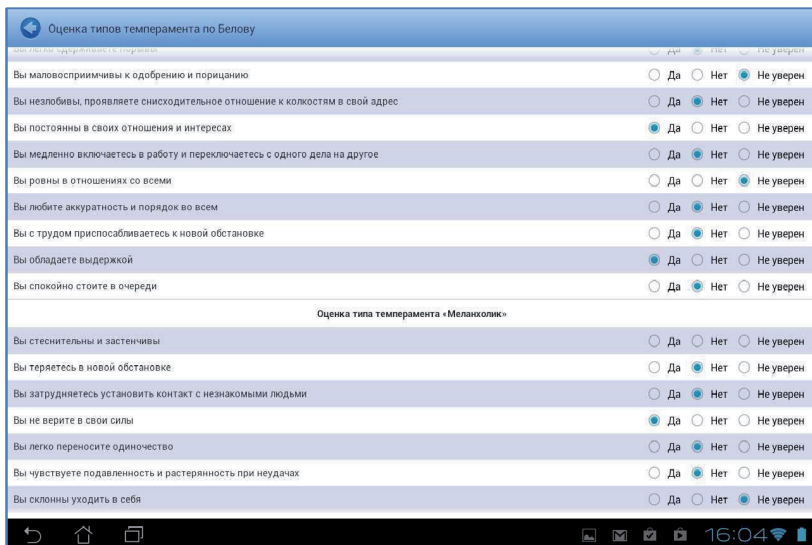 Оценка типов темперамента по Белову
Вы легко сдерживаете порывы Да Нет Не уверен
Вы маловосприимчивы к одобрению и порицанию Да Нет Не уверен
Вы незлобивы, проявляете снисходительное отношение к колкостям в свой адрес Да Нет Не уверен
Вы постоянны в своих отношения и интересах Да Нет Не уверен
Вы медленно включаетесь в работу и переключаетесь с одного дела на другое Да Нет Не уверен
Вы ровны в отношениях со всеми Да Нет Не уверен
Вы любите аккуратность и порядок во всем Да Нет Не уверен
Вы с трудом приспосабливаетесь к новой обстановке Да Нет Не уверен
Вы обладаете выдержкой Да Нет Не уверен
Вы спокойно стоите в очереди Да Нет Не уверен
Оценка типа темперамента «Меланхолик»
Вы стеснительны и застенчивы Да Нет Не уверен
Вы теряетесь в новой обстановке Да Нет Не уверен
Вы затрудняетесь установить контакт с незнакомыми людьми Да Нет Не уверен
Вы не верите в свои силы Да Нет Не уверен
Вы легко переносите одиночество Да Нет Не уверен
Вы чувствуете подавленность и растерянность при неудачах Да Нет Не уверен
Вы склонны уходить в себя Да Нет Не уверен
16:04